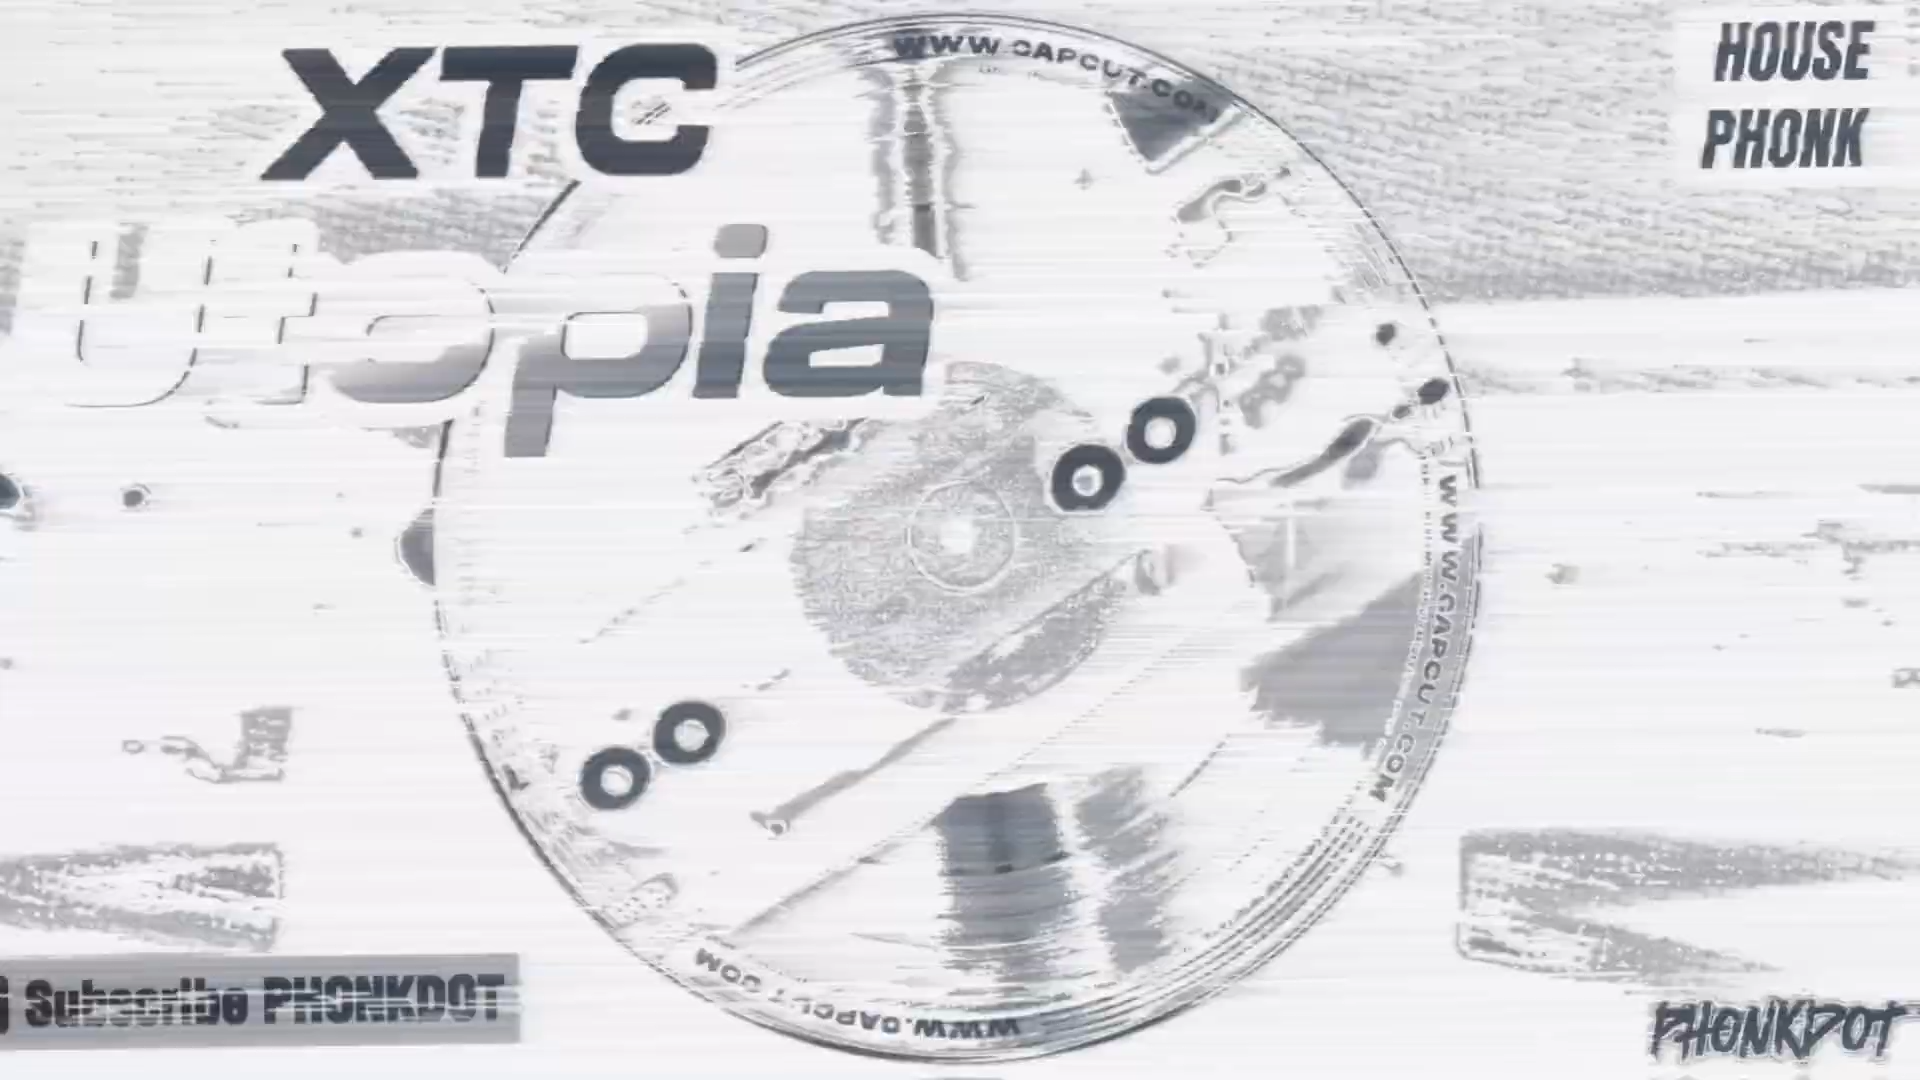 XTC
Utopia
HOUSE
PHONK
WWW.CAPCUT.COM
WWW.CAPCUT.COM
WWW.CAPCUT.COM
Subscribe PHONKDOT
PHONKDOT